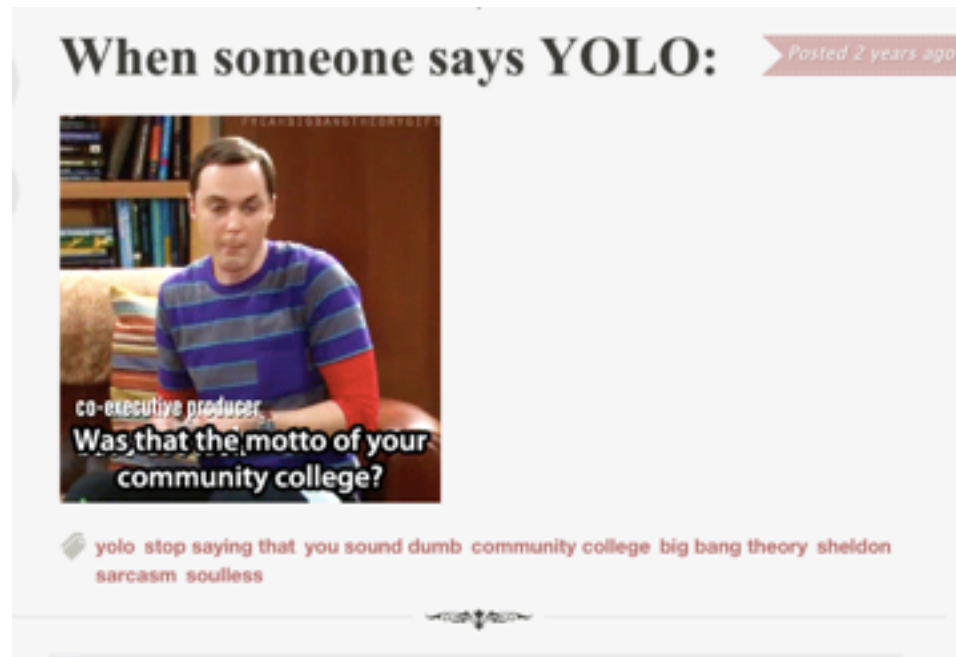 When someone says YOLO:
Posted 2 years ago
FYCAHBIGBANGTHEORYGIFS
co-executive producer
Was that the motto of your
community college?
yolo stop saying that you sound dumb community college big bang theory sheldon
sarcasm soulless